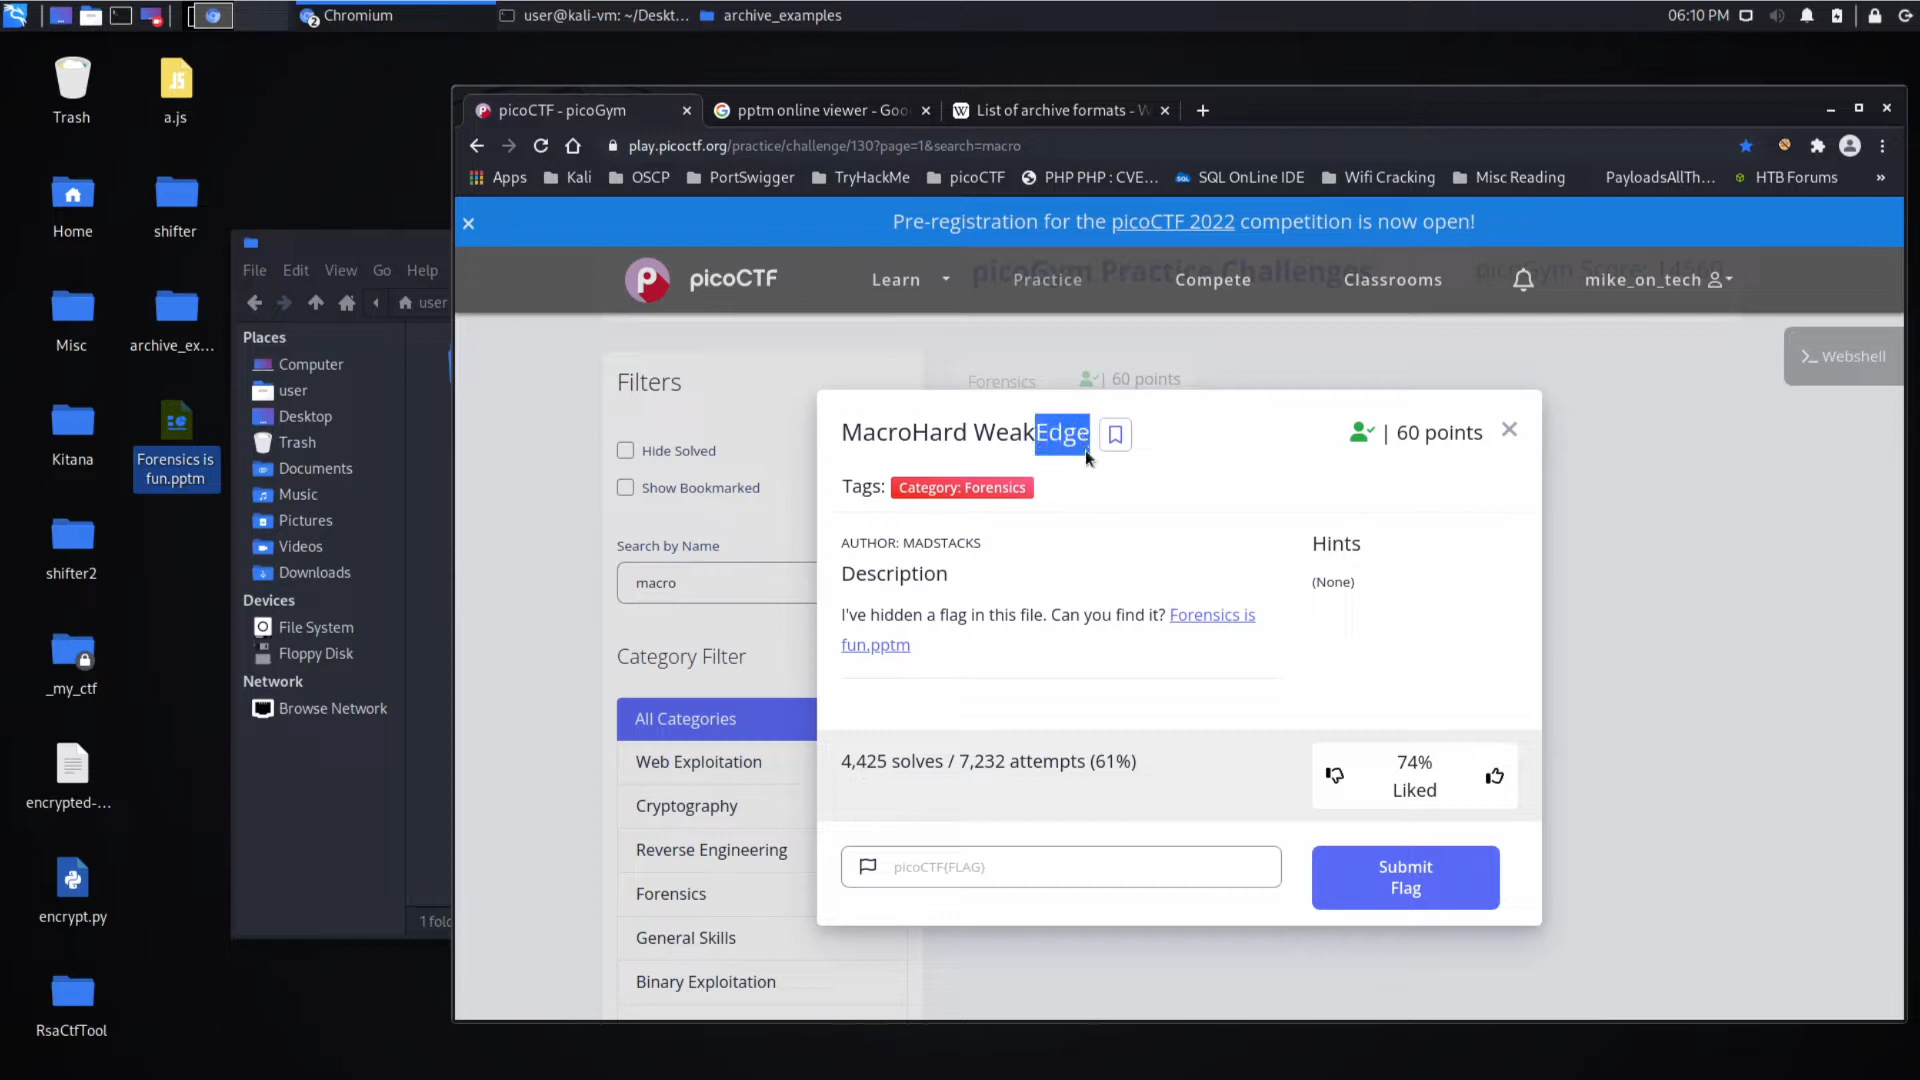 Chromium
user@kali-vm: ~/Deskt...
archive_examples
06:10 PM
Trash
a.js
Home
shifter
Misc
archive_ex...
Kitana
Forensics is
fun.pptm
shifter2
_my_ctf
encrypted-...
encrypt.py
RsaCtfTool
File Edit View Go Help
user
Places
Computer
user
Desktop
Trash
Documents
Music
Pictures
Videos
Downloads
Devices
File System
Floppy Disk
Network
Browse Network
1 fold
picoCTF - picoGym
pptm online viewer - Goo
List of archive formats - W
play.picoctf.org/practice/challenge/130?page=1&search=macro
Apps Kali OSCP PortSwigger TryHackMe picoCTF PHP PHP : CVE... SQL OnLine IDE Wifi Cracking Misc Reading PayloadsAllTh... HTB Forums »
Pre-registration for the picoCTF 2022 competition is now open!
picoCTF
Learn
Practice
Compete
Classrooms
mike_on_tech
picoGym Practice Challenges
Webshell
Filters
Hide Solved
Show Bookmarked
Search by Name
macro
Category Filter
All Categories
Web Exploitation
Cryptography
Reverse Engineering
Forensics
General Skills
Binary Exploitation
Forensics | 60 points
MacroHard WeakEdge
| 60 points
Tags: Category: Forensics
AUTHOR: MADSTACKS
Description
I've hidden a flag in this file. Can you find it? Forensics is
fun.pptm
Hints
(None)
4,425 solves / 7,232 attempts (61%)
74%
Liked
picoCTF{FLAG}
Submit
Flag